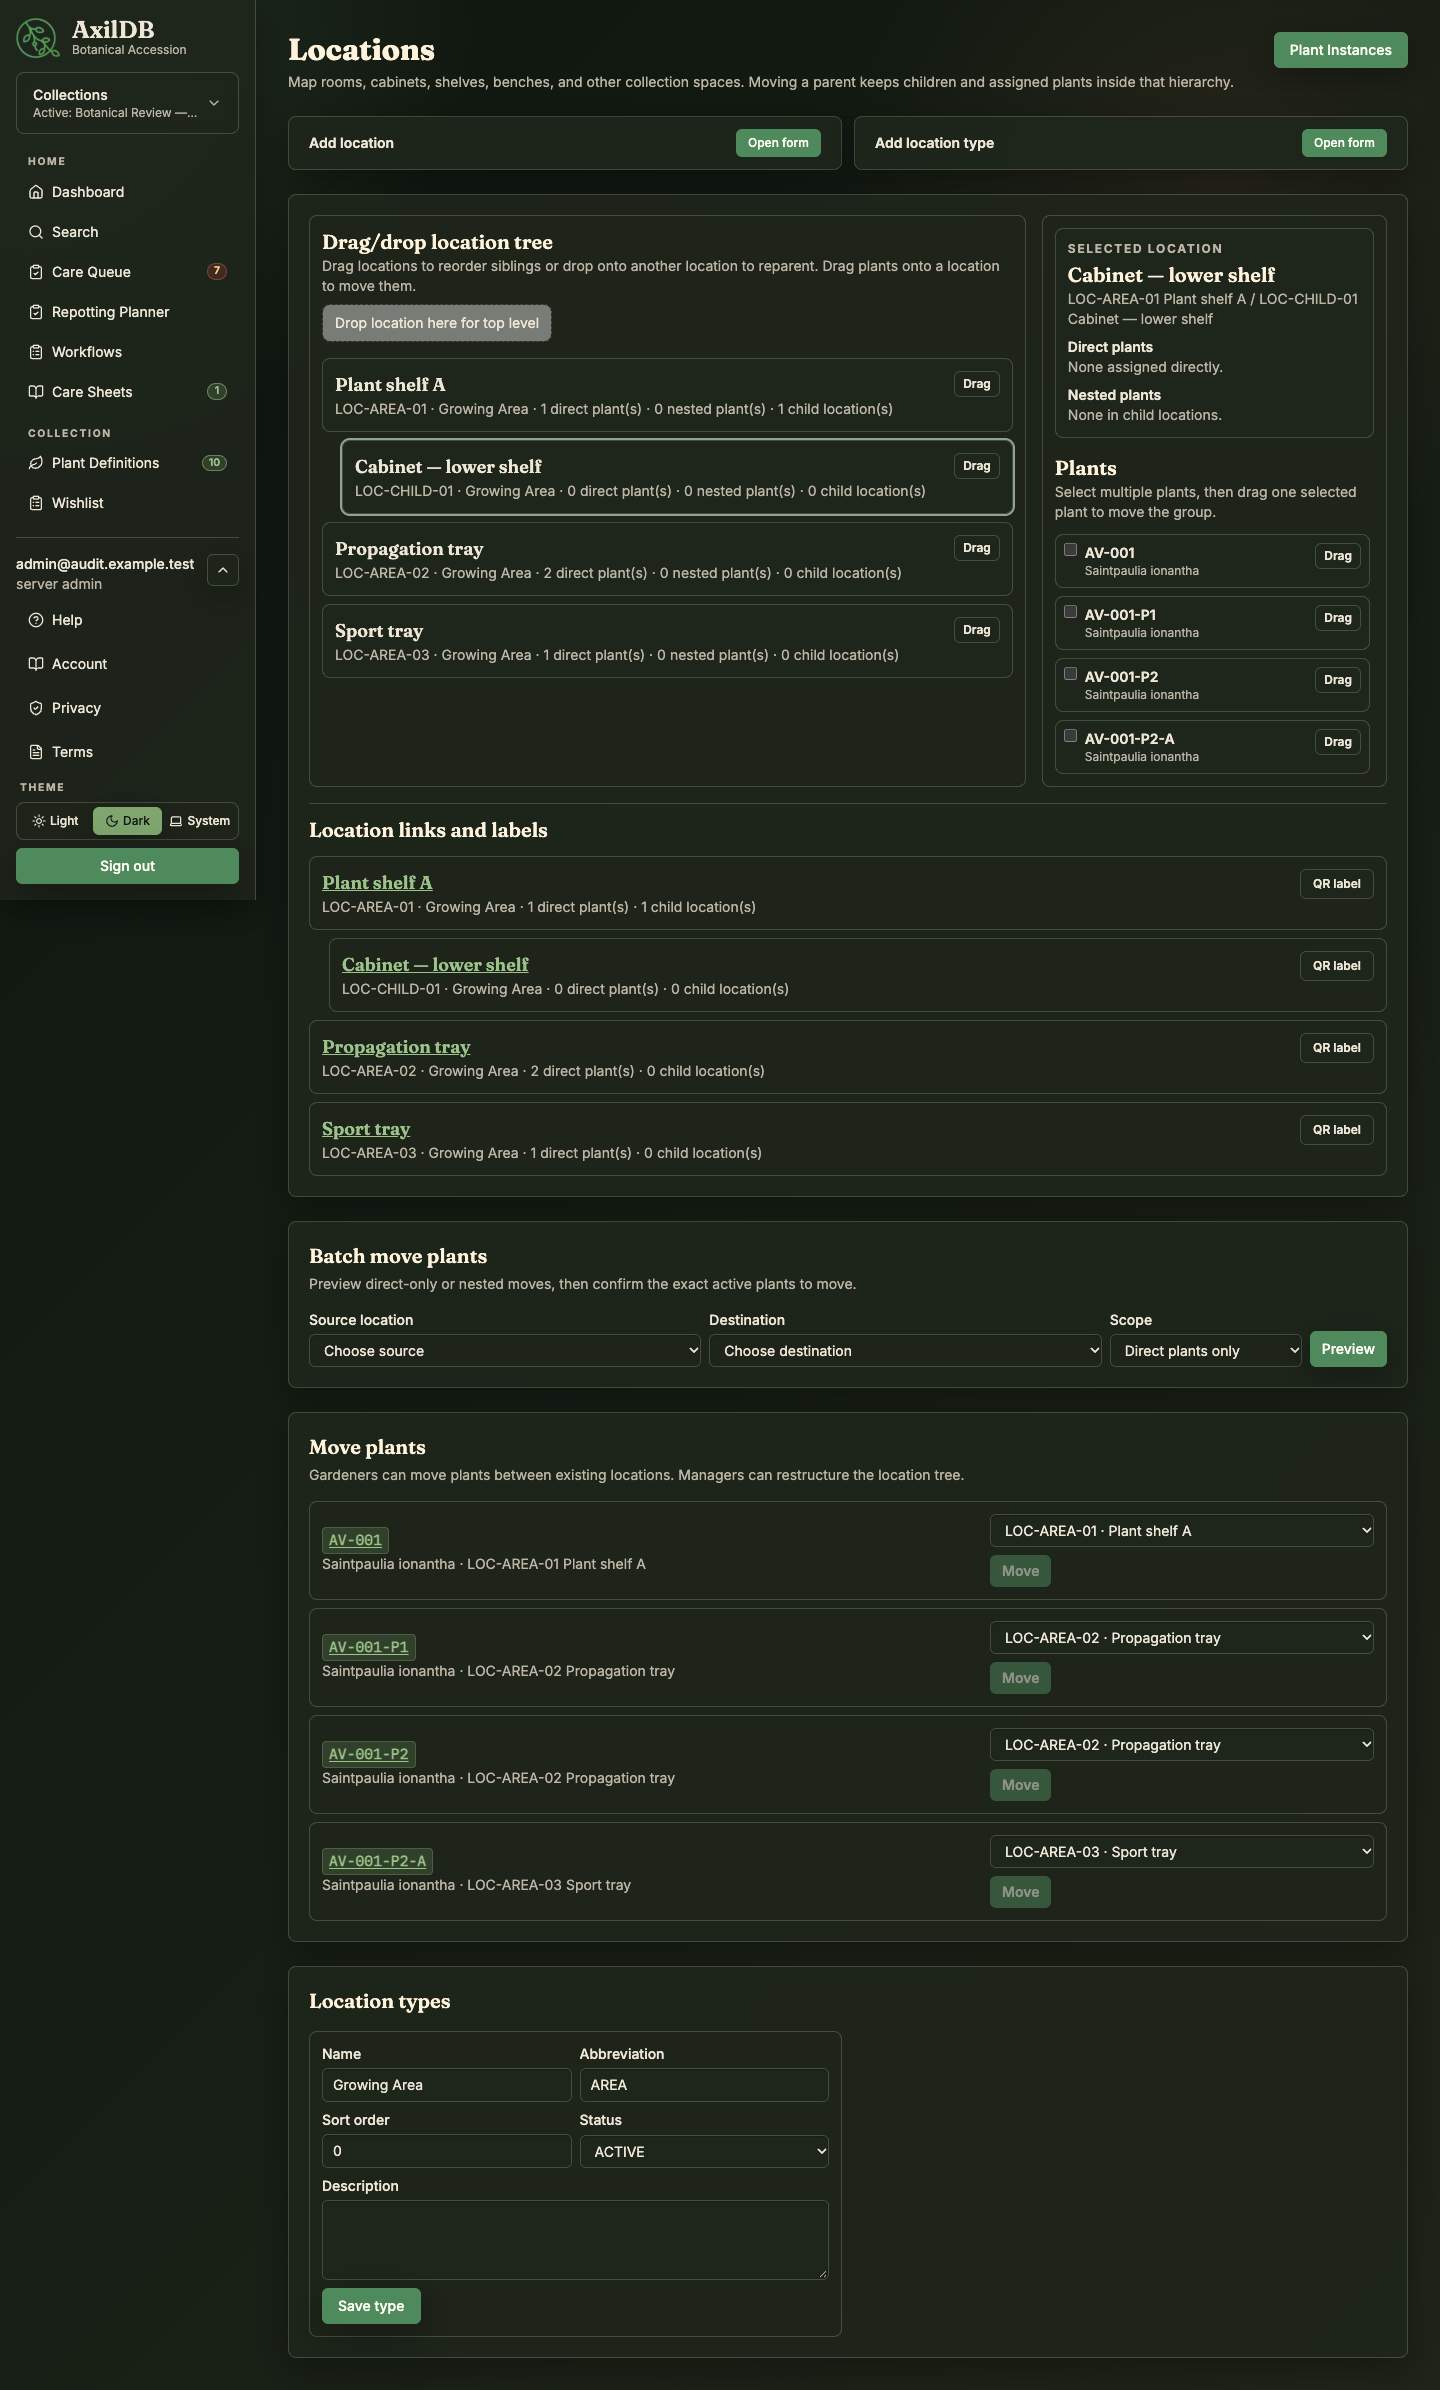 AxilDB
Botanical Accession
Collections
Active: Botanical Review —...
HOME
Dashboard
Search
Care Queue 7
Repotting Planner
Workflows
Care Sheets 1
COLLECTION
Plant Definitions 10
Wishlist
admin@audit.example.test
server admin
Help
Account
Privacy
Terms
THEME
Light Dark System
Sign out
Locations
Plant Instances
Map rooms, cabinets, shelves, benches, and other collection spaces. Moving a parent keeps children and assigned plants inside that hierarchy.
Add location Open form
Add location type Open form
Drag/drop location tree
Drag locations to reorder siblings or drop onto another location to reparent. Drag plants onto a location
to move them.
Drop location here for top level
Plant shelf A Drag
LOC-AREA-01 · Growing Area · 1 direct plant(s) · 0 nested plant(s) · 1 child location(s)
Cabinet — lower shelf Drag
LOC-CHILD-01 · Growing Area · 0 direct plant(s) · 0 nested plant(s) · 0 child location(s)
Propagation tray Drag
LOC-AREA-02 · Growing Area · 2 direct plant(s) · 0 nested plant(s) · 0 child location(s)
Sport tray Drag
LOC-AREA-03 · Growing Area · 1 direct plant(s) · 0 nested plant(s) · 0 child location(s)
SELECTED LOCATION
Cabinet — lower shelf
LOC-AREA-01 Plant shelf A / LOC-CHILD-01
Cabinet — lower shelf
Direct plants
None assigned directly.
Nested plants
None in child locations.
Plants
Select multiple plants, then drag one selected
plant to move the group.
AV-001 Drag
Saintpaulia ionantha
AV-001-P1 Drag
Saintpaulia ionantha
AV-001-P2 Drag
Saintpaulia ionantha
AV-001-P2-A Drag
Saintpaulia ionantha
Location links and labels
Plant shelf A QR label
LOC-AREA-01 · Growing Area · 1 direct plant(s) · 1 child location(s)
Cabinet — lower shelf QR label
LOC-CHILD-01 · Growing Area · 0 direct plant(s) · 0 child location(s)
Propagation tray QR label
LOC-AREA-02 · Growing Area · 2 direct plant(s) · 0 child location(s)
Sport tray QR label
LOC-AREA-03 · Growing Area · 1 direct plant(s) · 0 child location(s)
Batch move plants
Preview direct-only or nested moves, then confirm the exact active plants to move.
Source location Destination Scope
Choose source Choose destination Direct plants only Preview
Move plants
Gardeners can move plants between existing locations. Managers can restructure the location tree.
AV-001
Saintpaulia ionantha · LOC-AREA-01 Plant shelf A
LOC-AREA-01 · Plant shelf A
Move
AV-001-P1
Saintpaulia ionantha · LOC-AREA-02 Propagation tray
LOC-AREA-02 · Propagation tray
Move
AV-001-P2
Saintpaulia ionantha · LOC-AREA-02 Propagation tray
LOC-AREA-02 · Propagation tray
Move
AV-001-P2-A
Saintpaulia ionantha · LOC-AREA-03 Sport tray
LOC-AREA-03 · Sport tray
Move
Location types
Name Abbreviation
Growing Area AREA
Sort order Status
0 ACTIVE
Description
Save type